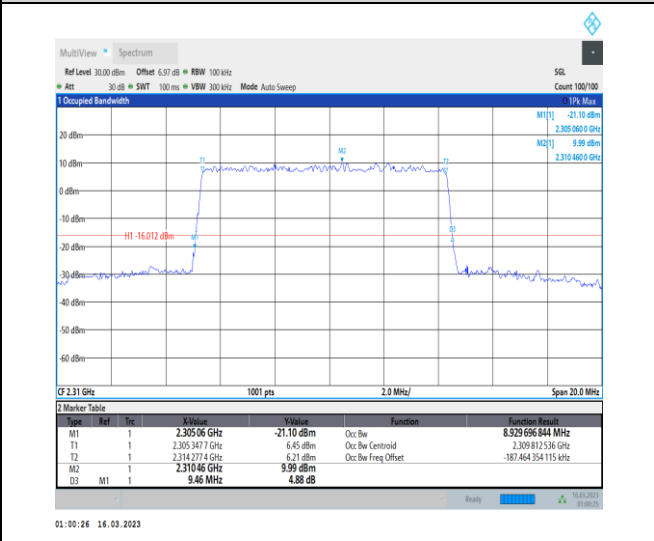 MultiView Spectrum
Ref Level 30.00 dBm Offset 6.97 dB RBW 100 kHz SGL
Att 30 dB SWT 100 ms VBW 300 kHz Mode Auto Sweep Count 100/100
1 Occupied Bandwidth 1Pk Max
M1[1] -21.10 dBm
2.305 060 0 GHz
M2[1] 9.99 dBm
2.310 460 0 GHz
20 dBm
M2
T1 T2
10 dBm
0 dBm
-10 dBm
H1 -16.012 dBm M1 D3
-20 dBm
-30 dBm
-40 dBm
-50 dBm
-60 dBm
CF 2.31 GHz 1001 pts 2.0 MHz/ Span 20.0 MHz
2 Marker Table
Type Ref Trc X-Value Y-Value Function Function Result
M1 1 2.305 06 GHz -21.10 dBm Occ Bw 8.929 696 844 MHz
T1 1 2.305 347 7 GHz 6.45 dBm Occ Bw Centroid 2.309 812 536 GHz
T2 1 2.314 277 4 GHz 6.21 dBm Occ Bw Freq Offset -187.464 354 115 kHz
M2 1 2.310 46 GHz 9.99 dBm
D3 M1 1 9.46 MHz 4.88 dB
Ready 16.03.2023
01:00:25
01:00:26 16.03.2023